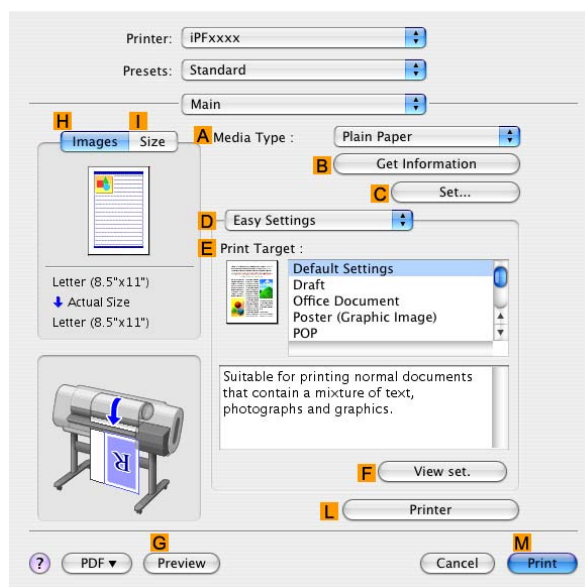 Printer: iPFxxxx
Presets: Standard
Main
H I
Images Size
A Media Type : Plain Paper
B Get Information
C Set...
D Easy Settings
E Print Target :
Default Settings
Draft
Office Document
Poster (Graphic Image)
POP
Letter (8.5"x11")
Actual Size
Letter (8.5"x11")
Suitable for printing normal documents
that contain a mixture of text,
photographs and graphics.
R
F View set.
L Printer
G M
? PDF▼ Preview Cancel Print